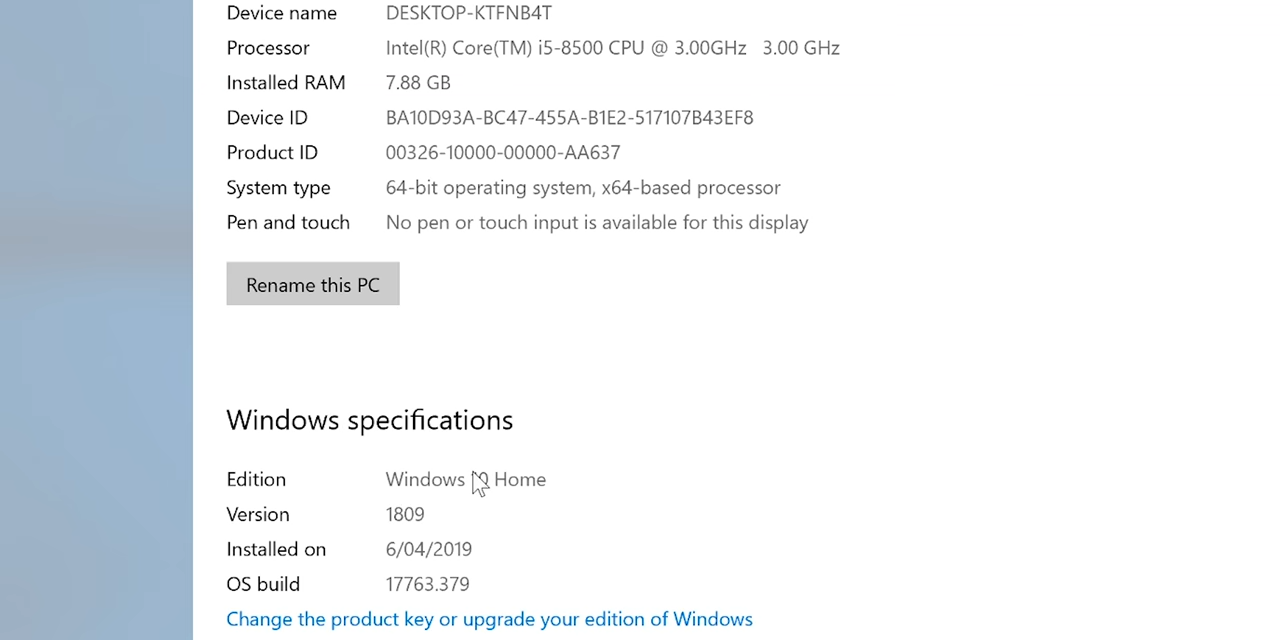 Device name DESKTOP-KTFNB4T
Processor Intel(R) Core(TM) i5-8500 CPU @ 3.00GHz 3.00 GHz
Installed RAM 7.88 GB
Device ID BA10D93A-BC47-455A-B1E2-517107B43EF8
Product ID 00326-10000-00000-AA637
System type 64-bit operating system, x64-based processor
Pen and touch No pen or touch input is available for this display
Rename this PC
Windows specifications
Edition Windows 10 Home
Version 1809
Installed on 6/04/2019
OS build 17763.379
Change the product key or upgrade your edition of Windows